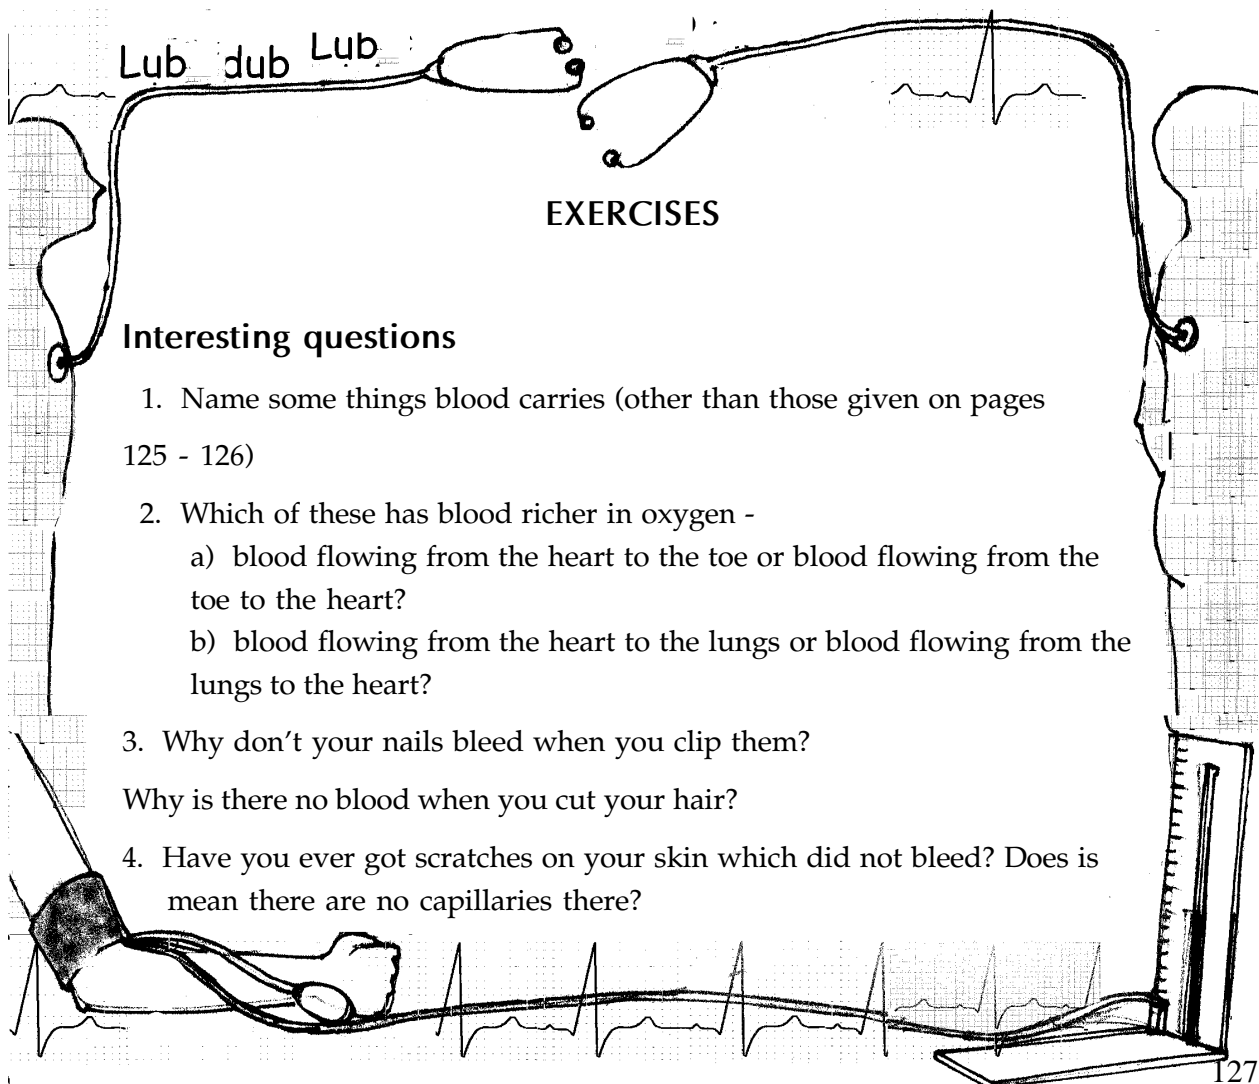 Lub dub Lub
EXERCISES
Interesting questions
1. Name some things blood carries (other than those given on pages
125 - 126)
2. Which of these has blood richer in oxygen -
a) blood flowing from the heart to the toe or blood flowing from the
toe to the heart?
b) blood flowing from the heart to the lungs or blood flowing from the
lungs to the heart?
3. Why don't your nails bleed when you clip them?
Why is there no blood when you cut your hair?
4. Have you ever got scratches on your skin which did not bleed? Does is
mean there are no capillaries there?
127